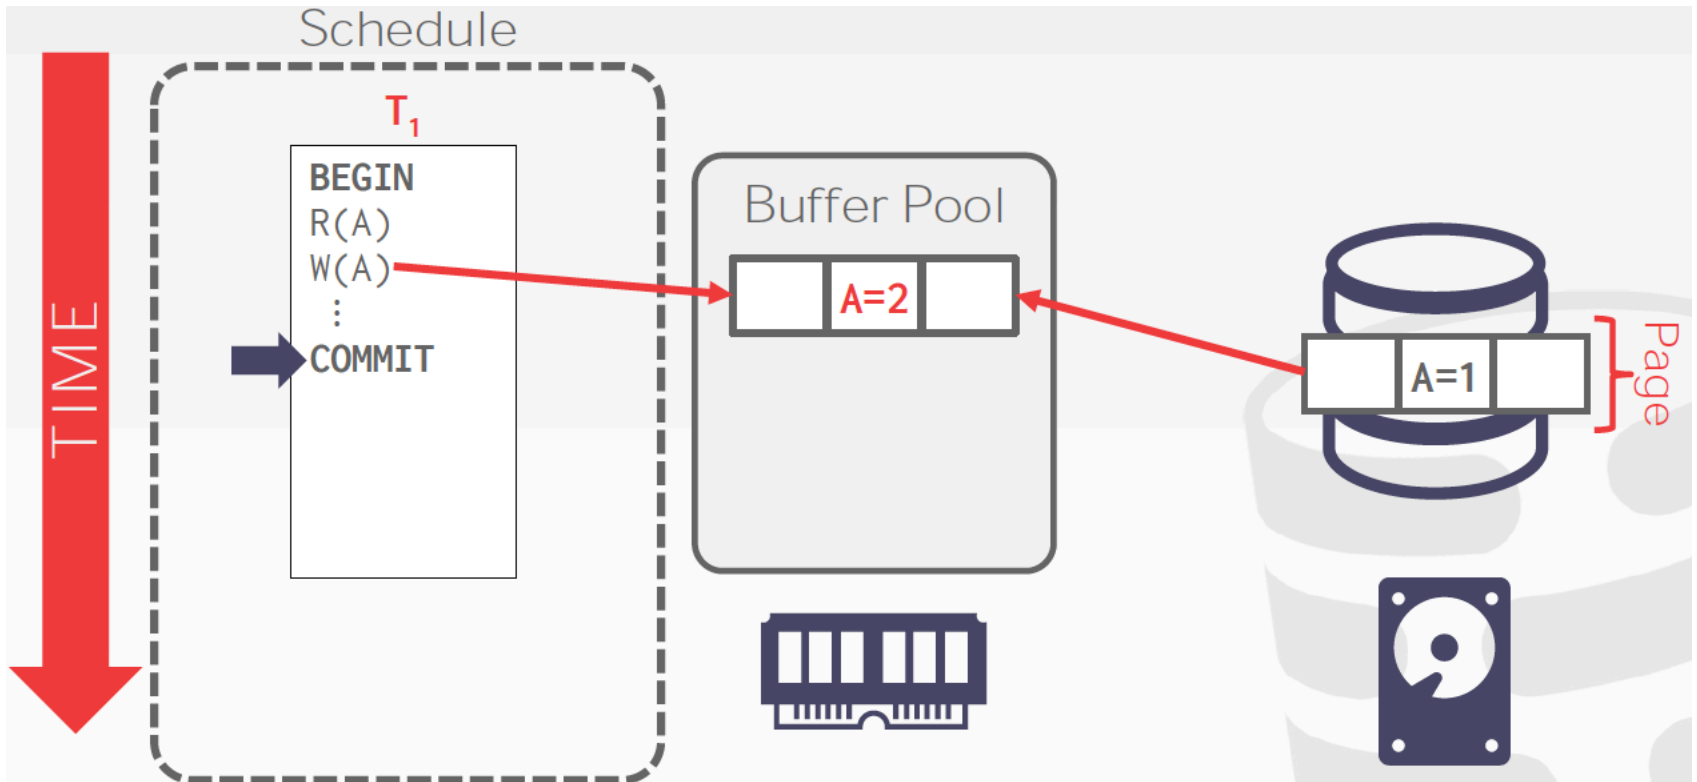 Schedule
TIME
T₁
BEGIN
R(A)
W(A)
⋮
COMMIT
Buffer Pool
A=2
A=1
Page